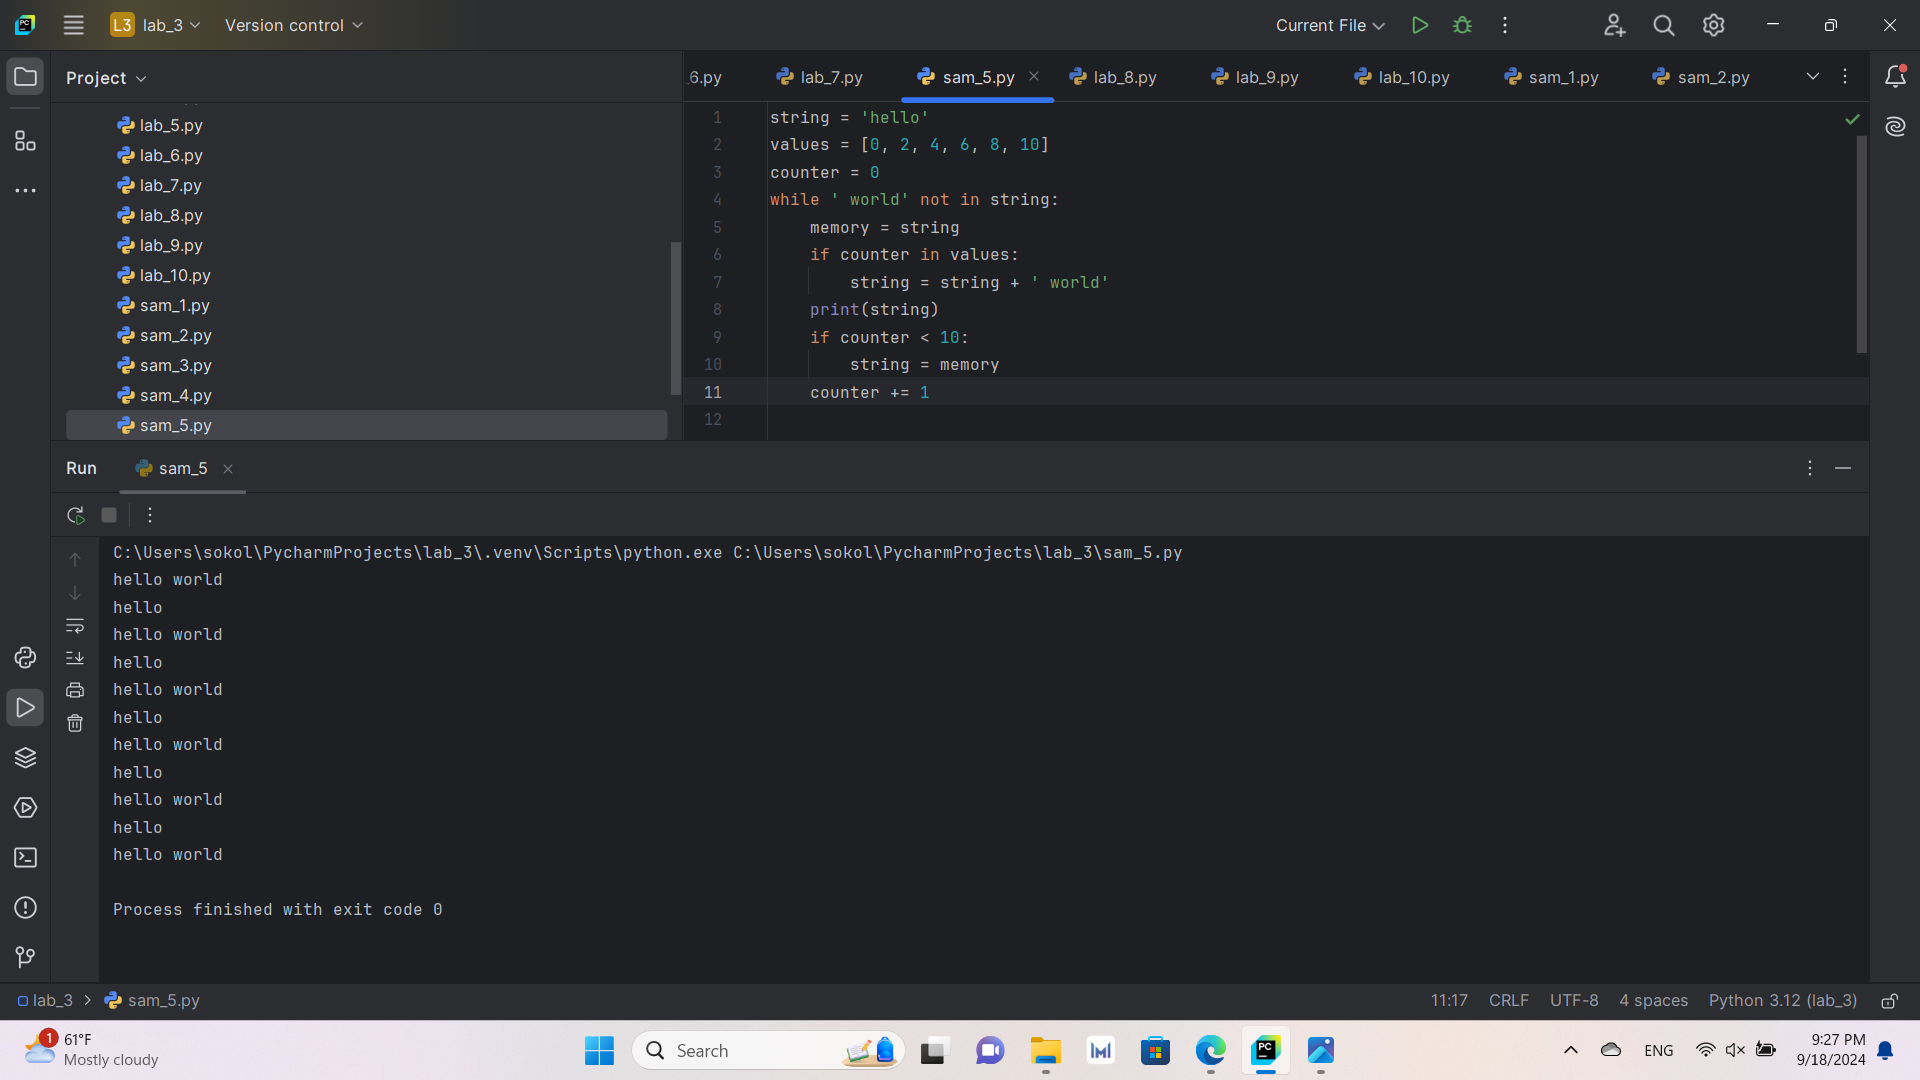 L3 lab_3 Version control Current File
Project
_6.py lab_7.py sam_5.py lab_8.py lab_9.py lab_10.py sam_1.py sam_2.py
lab_5.py
lab_6.py
lab_7.py
lab_8.py
lab_9.py
lab_10.py
sam_1.py
sam_2.py
sam_3.py
sam_4.py
sam_5.py
1 string = 'hello'
2 values = [0, 2, 4, 6, 8, 10]
3 counter = 0
4 while ' world' not in string:
5 memory = string
6 if counter in values:
7 string = string + ' world'
8 print(string)
9 if counter < 10:
10 string = memory
11 counter += 1
12
Run sam_5
C:\Users\sokol\PycharmProjects\lab_3\.venv\Scripts\python.exe C:\Users\sokol\PycharmProjects\lab_3\sam_5.py
hello world
hello
hello world
hello
hello world
hello
hello world
hello
hello world
hello
hello world
Process finished with exit code 0
lab_3 > sam_5.py 11:17 CRLF UTF-8 4 spaces Python 3.12 (lab_3)
1 61°F
Mostly cloudy
Search
PC
ENG
9:27 PM
9/18/2024